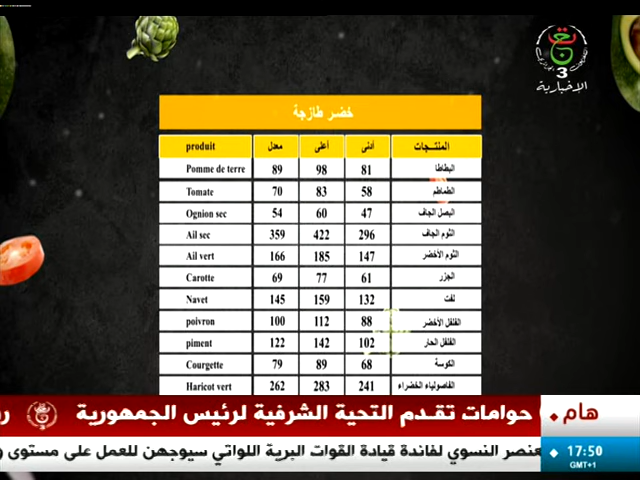 3
الإخبارية
خضر طازجة
المنتـجات أدنى أعلى معدل produit
البطاطا 81 98 89 Pomme de terre
الطماطم 58 83 70 Tomate
البصل الجاف 47 60 54 Ognion sec
الثوم الجاف 296 422 359 Ail sec
الثوم الأخضر 147 185 166 Ail vert
الجزر 61 77 69 Carotte
لفت 132 159 145 Navet
الفلفل الأخضر 88 112 100 poivron
الفلفل الحار 102 142 122 piment
الكوسة 68 89 79 Courgette
الفاصولياء الخضراء 241 283 262 Haricot vert
هام
حوامات تقدم التحية الشرفية لرئيس الجمهورية
17:50
GMT+1
العنصر النسوي لفائدة قيادة القوات البرية اللواتي سيوجهن للعمل على مستوى